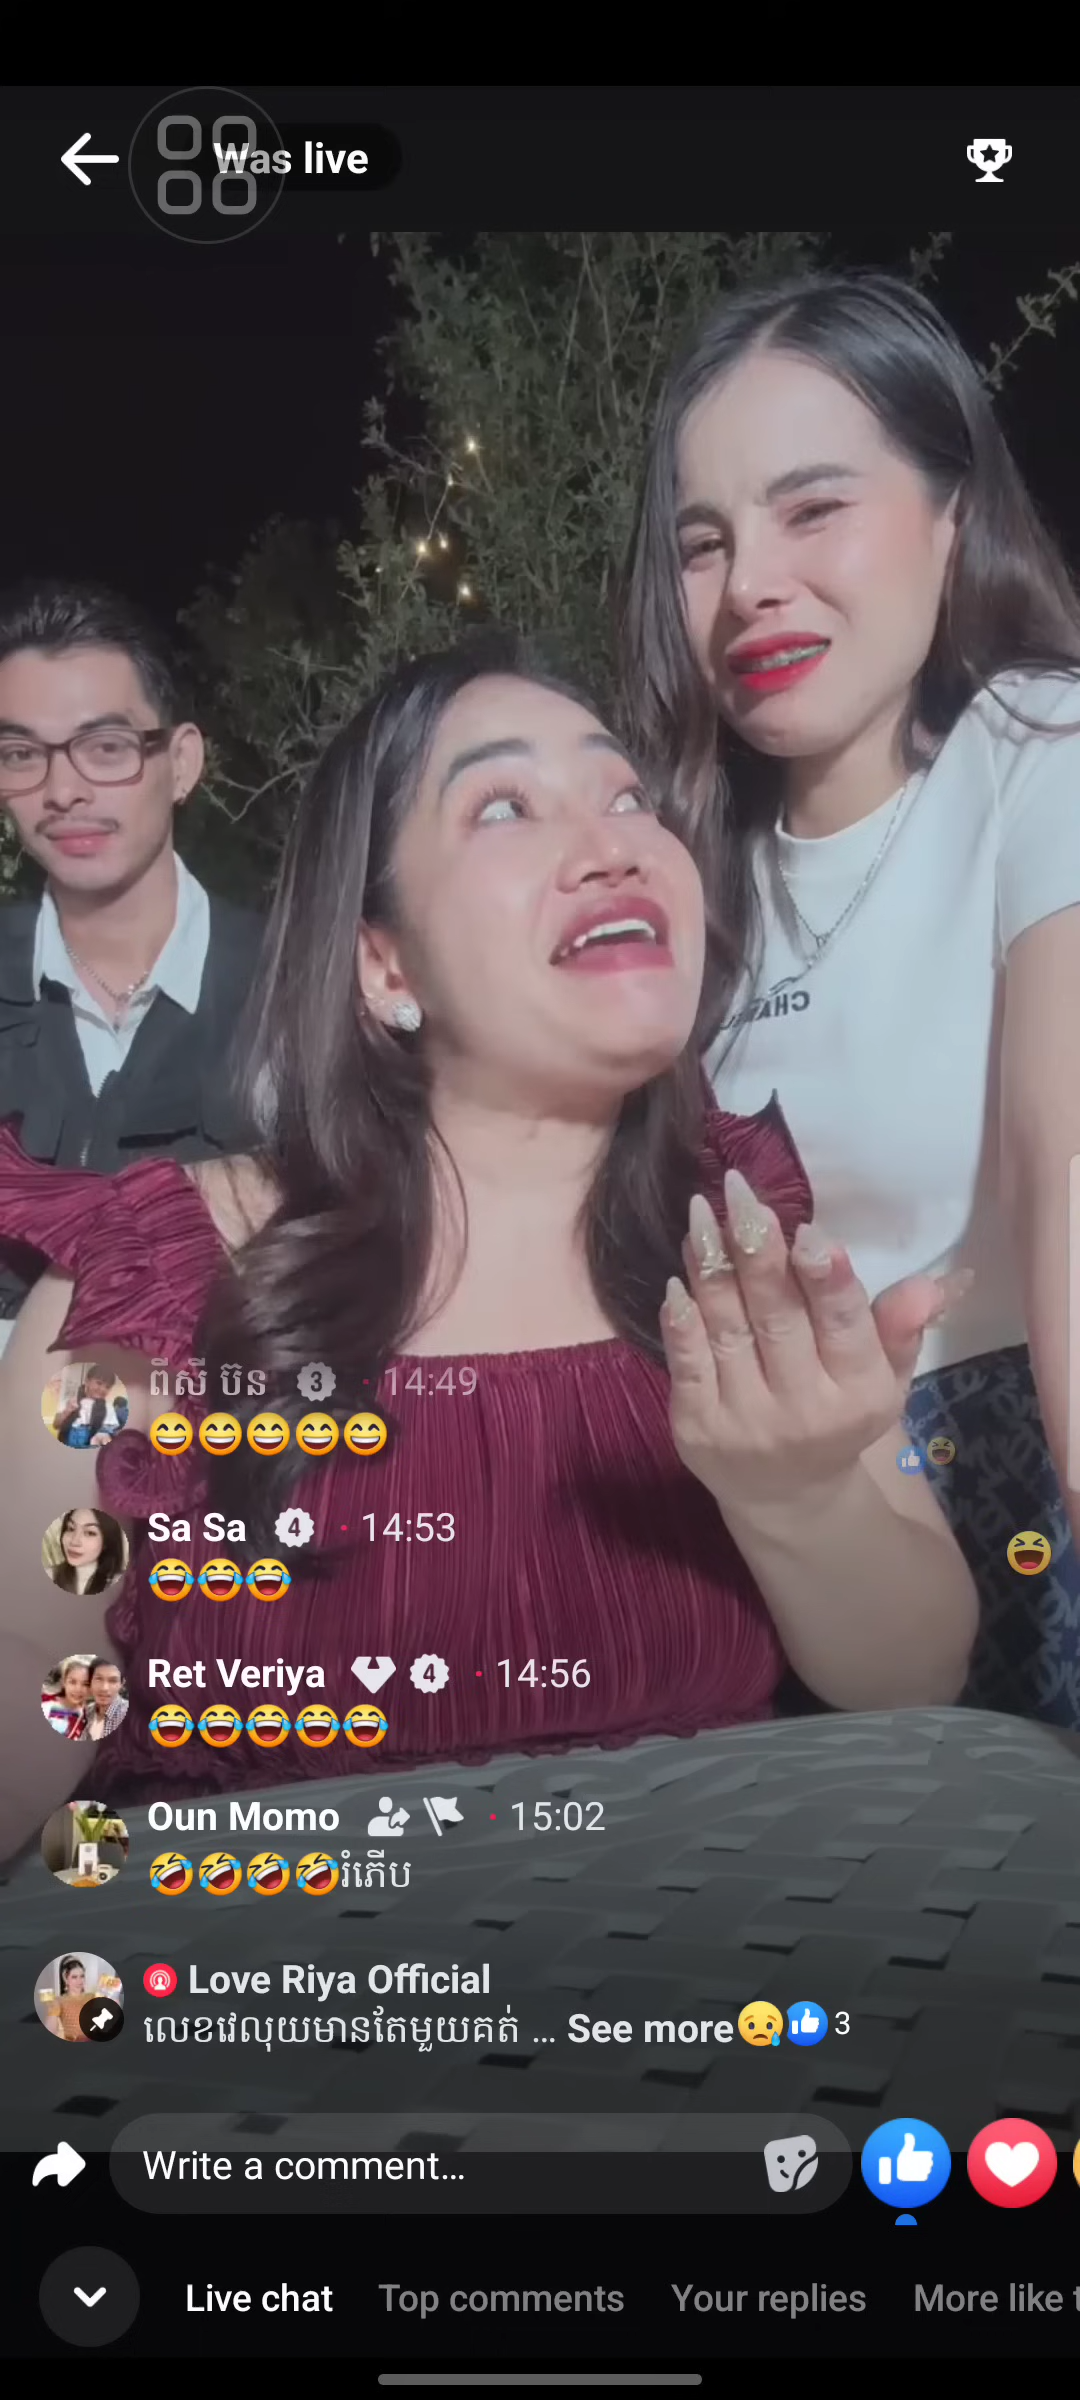 Was live
ពីសី ប៊ន 3 · 14:49
😄😄😄😄😄
Sa Sa 4 · 14:53
😂😂😂
Ret Veriya 4 · 14:56
😂😂😂😂😂
Oun Momo · 15:02
🤣🤣🤣🤣រំភើប
Love Riya Official
លេខវេលុយមានតែមួយគត់ ... See more 😥👍 3
Write a comment...
Live chat Top comments Your replies More like t